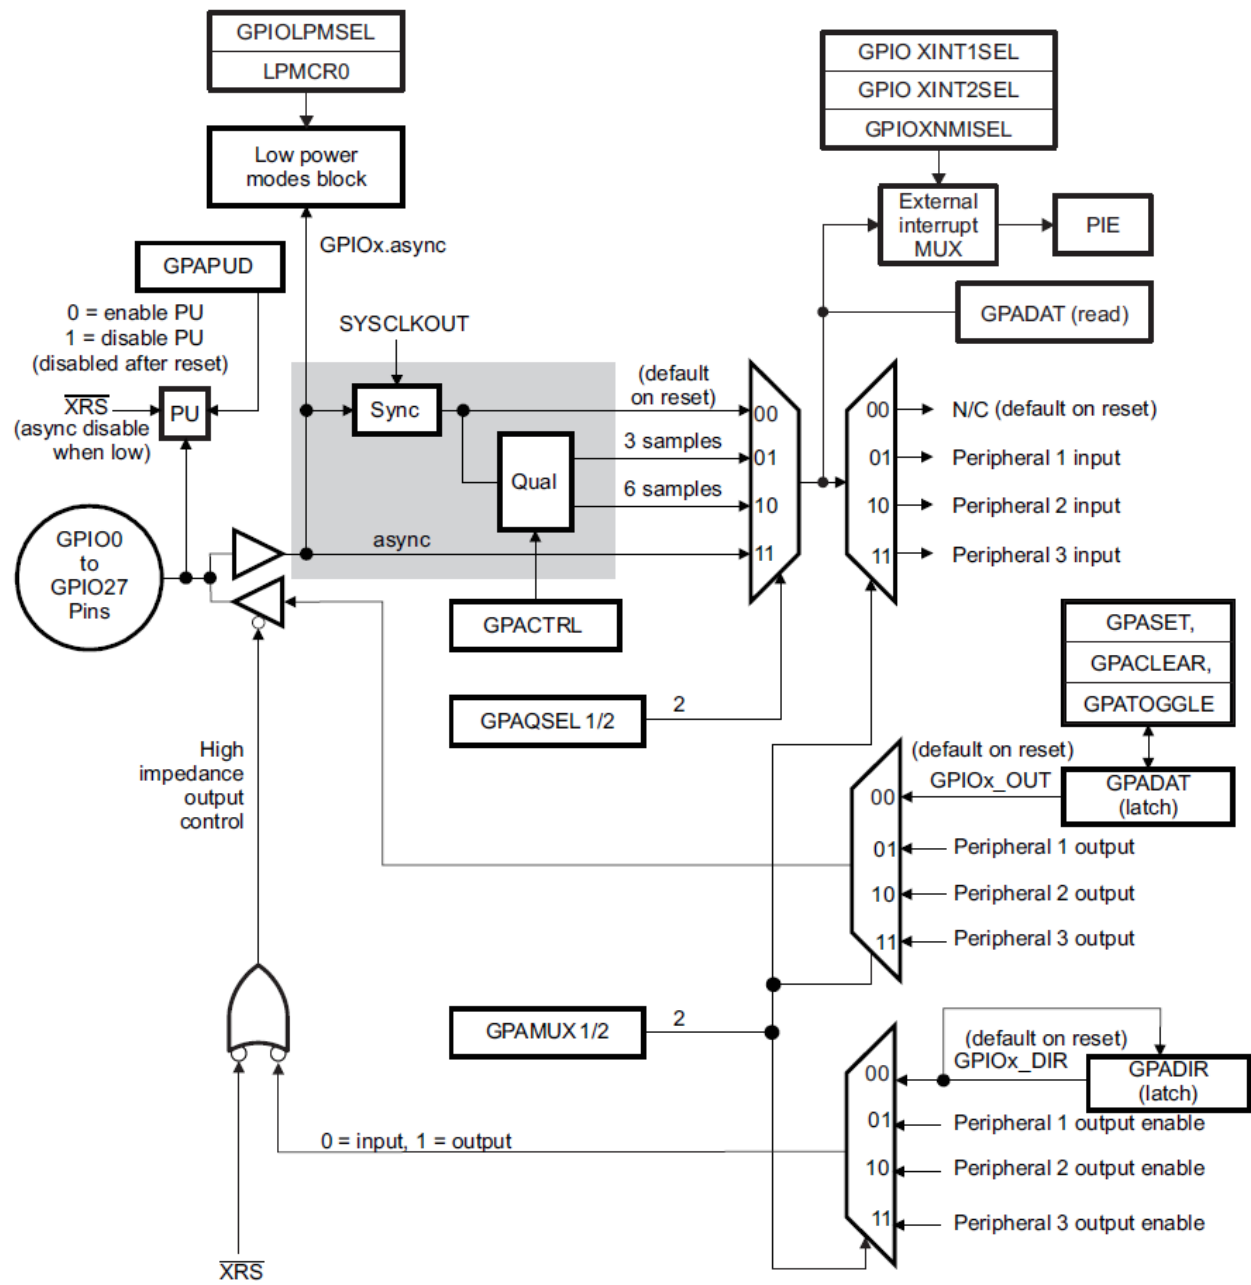 GPIOLPMSEL
LPMCR0
Low power
modes block
GPIO XINT1SEL
GPIO XINT2SEL
GPIOXNMISEL
External
interrupt
MUX
PIE
GPIOx.async
GPAPUD
0 = enable PU
1 = disable PU
(disabled after reset)
SYSCLKOUT
GPADAT (read)
XRS
(async disable
when low)
PU
Sync
(default
on reset)
3 samples
Qual
6 samples
async
00
01
10
11
00
01
10
11
N/C (default on reset)
Peripheral 1 input
Peripheral 2 input
Peripheral 3 input
GPIO0
to
GPIO27
Pins
GPACTRL
GPASET,
GPACLEAR,
GPATOGGLE
GPAQSEL 1/2
2
High
impedance
output
control
(default on reset)
GPIOx_OUT
GPADAT
(latch)
00
01
10
11
Peripheral 1 output
Peripheral 2 output
Peripheral 3 output
GPAMUX 1/2
2
(default on reset)
GPIOx_DIR
GPADIR
(latch)
00
01
10
11
Peripheral 1 output enable
Peripheral 2 output enable
Peripheral 3 output enable
0 = input, 1 = output
XRS